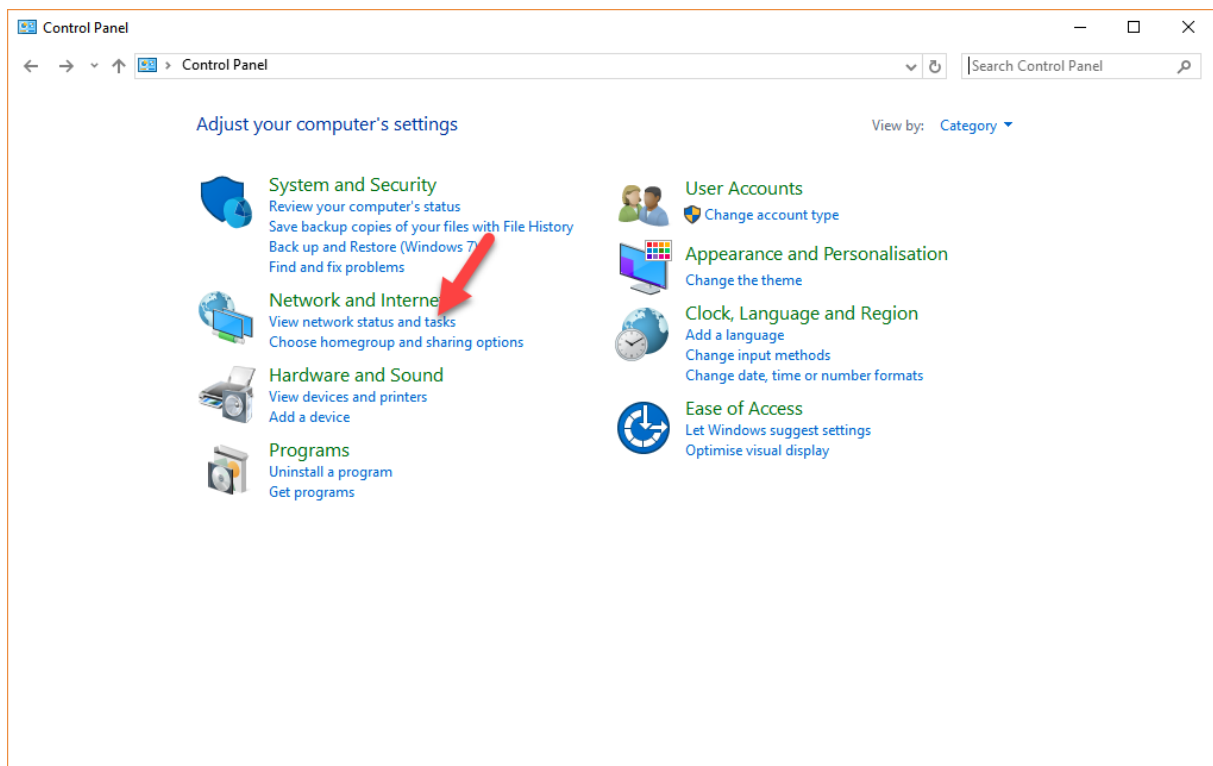 Control Panel
Control Panel
Search Control Panel
Adjust your computer's settings
View by: Category
System and Security
Review your computer's status
Save backup copies of your files with File History
Back up and Restore (Windows 7)
Find and fix problems
Network and Internet
View network status and tasks
Choose homegroup and sharing options
Hardware and Sound
View devices and printers
Add a device
Programs
Uninstall a program
Get programs
User Accounts
Change account type
Appearance and Personalisation
Change the theme
Clock, Language and Region
Add a language
Change input methods
Change date, time or number formats
Ease of Access
Let Windows suggest settings
Optimise visual display